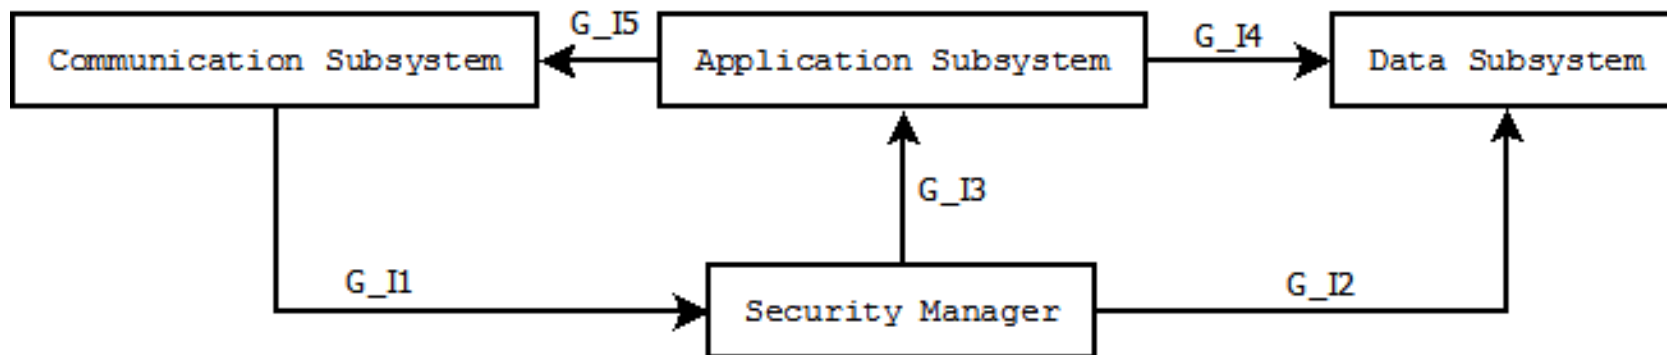 G_I5
G_I4
Communication Subsystem
Application Subsystem
Data Subsystem
G_I3
G_I1
G_I2
Security Manager